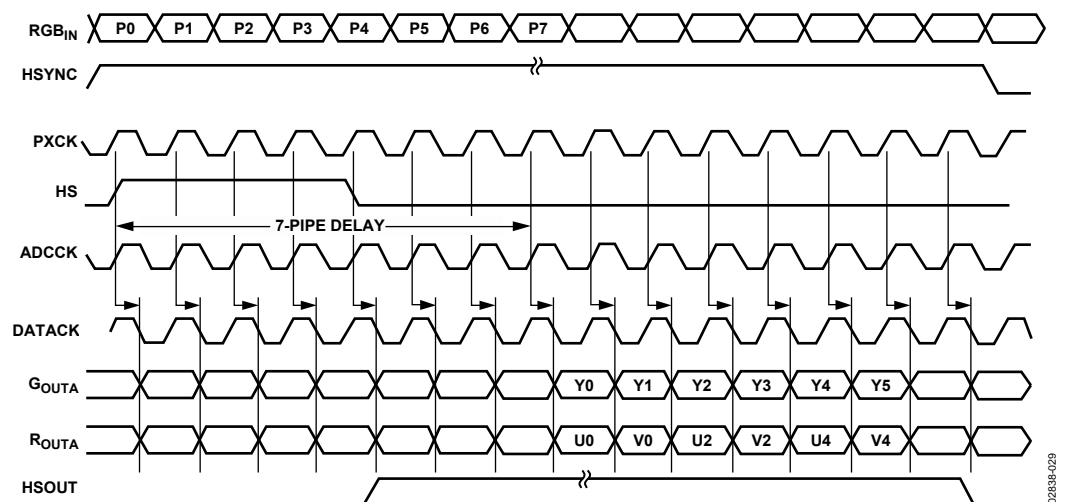 RGBIN P0 P1 P2 P3 P4 P5 P6 P7
HSYNC
PXCK
HS
7-PIPE DELAY
ADCCK
DATACK
GOUTA Y0 Y1 Y2 Y3 Y4 Y5
ROUTA U0 V0 U2 V2 U4 V4
HSOUT
02838-029